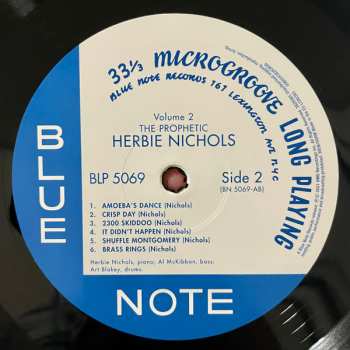 33⅓ MICROGROOVE LONG PLAYING
BLUE NOTE RECORDS 767 LEXINGTON AVE N.Y.C
Volume 2
THE PROPHETIC
HERBIE NICHOLS
BLP 5069
Side 2
(BN 5069-AB)
1. AMOEBA'S DANCE (Nichols)
2. CRISP DAY (Nichols)
3. 2300 SKIDDOO (Nichols)
4. IT DIDN'T HAPPEN (Nichols)
5. SHUFFLE MONTGOMERY (Nichols)
6. BRASS RINGS (Nichols)
Herbie Nichols, piano; Al McKibbon, bass;
Art Blakey, drums.
BLUE
NOTE